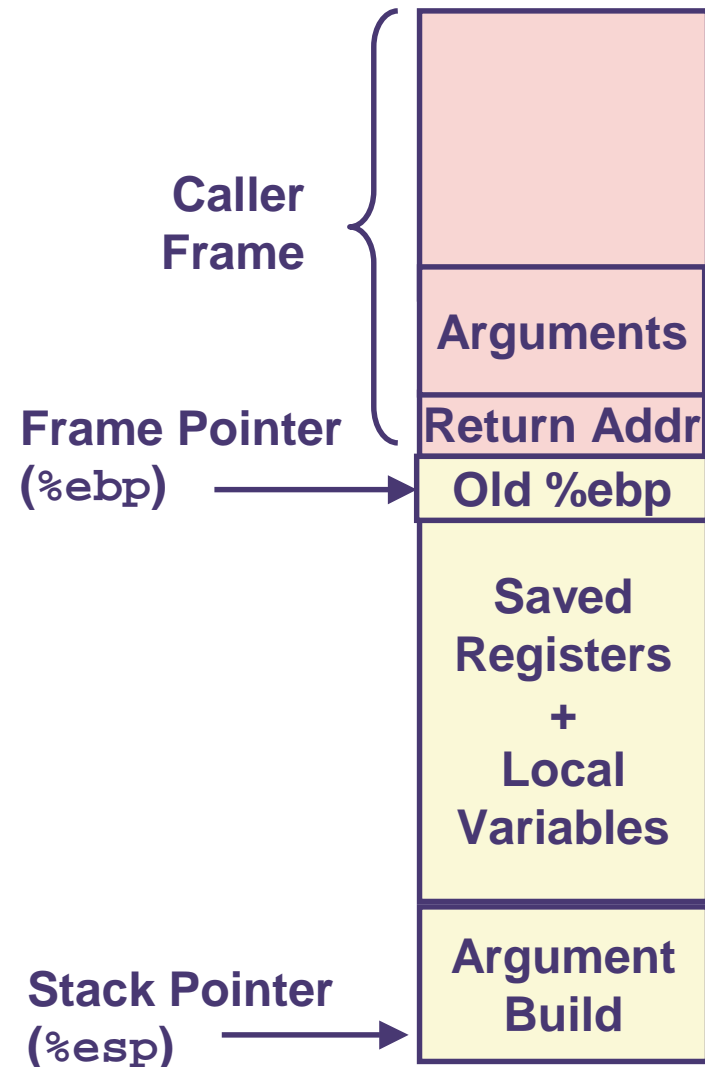 Caller
Frame
Arguments
Return Addr
Frame Pointer
(%ebp)
Old %ebp
Saved
Registers
+
Local
Variables
Argument
Build
Stack Pointer
(%esp)